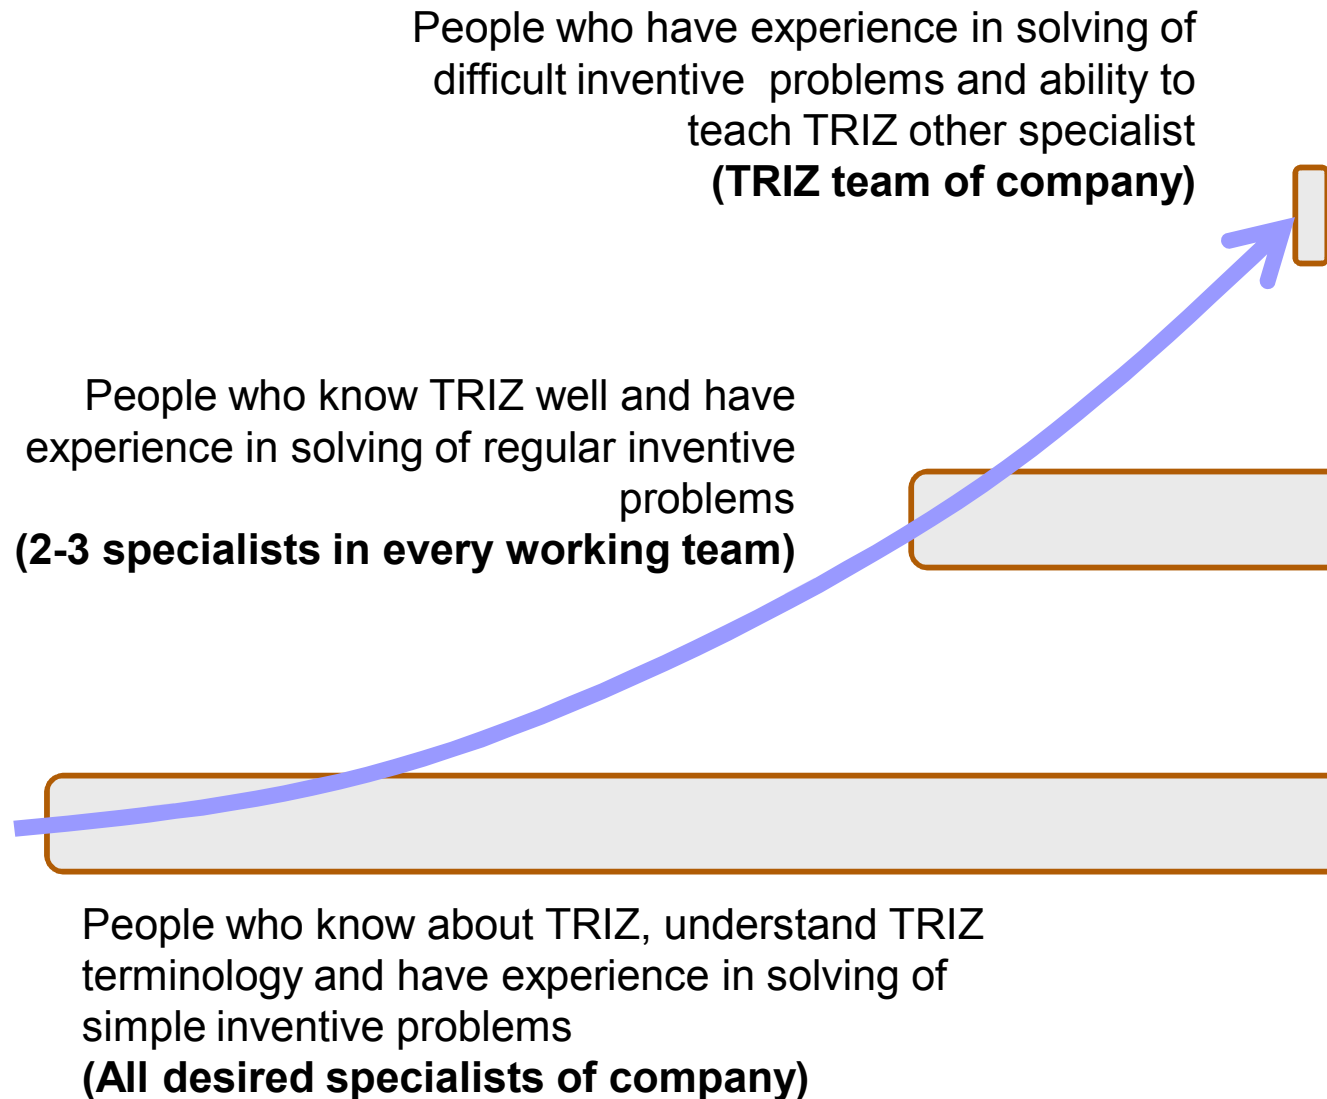 People who have experience in solving of
difficult inventive  problems and ability to
teach TRIZ other specialist
(TRIZ team of company)
People who know TRIZ well and have
experience in solving of regular inventive
problems
(2-3 specialists in every working team)
People who know about TRIZ, understand TRIZ
terminology and have experience in solving of
simple inventive problems
(All desired specialists of company)